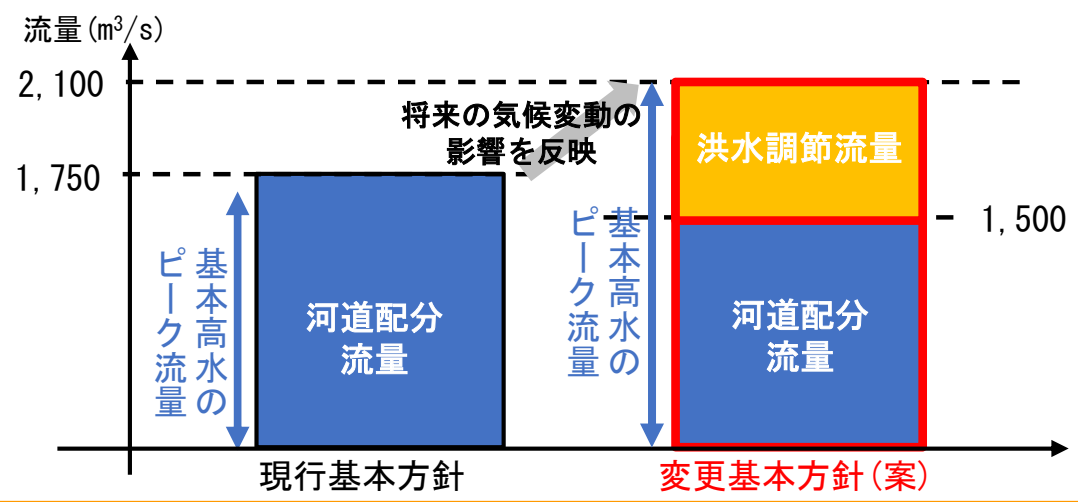 流量(m³/s)
2,100
将来の気候変動の
影響を反映
洪水調節流量
1,750
1,500
基本高水の
ピーク流量
河道配分
流量
基本高水の
ピーク流量
河道配分
流量
現行基本方針
変更基本方針(案)